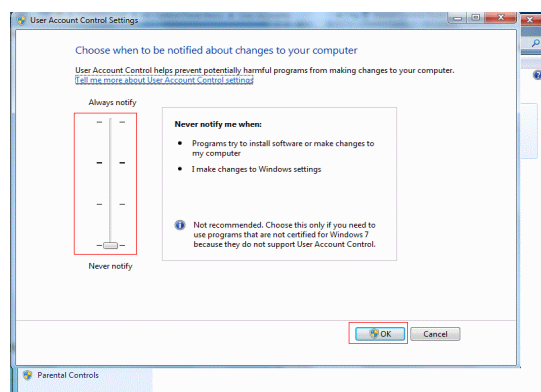 User Account Control Settings
Choose when to be notified about changes to your computer
User Account Control helps prevent potentially harmful programs from making changes to your computer.
Tell me more about User Account Control settings
Always notify
Never notify me when:
Programs try to install software or make changes to
my computer
I make changes to Windows settings
Not recommended. Choose this only if you need to
use programs that are not certified for Windows 7
because they do not support User Account Control.
Never notify
OK
Cancel
Parental Controls